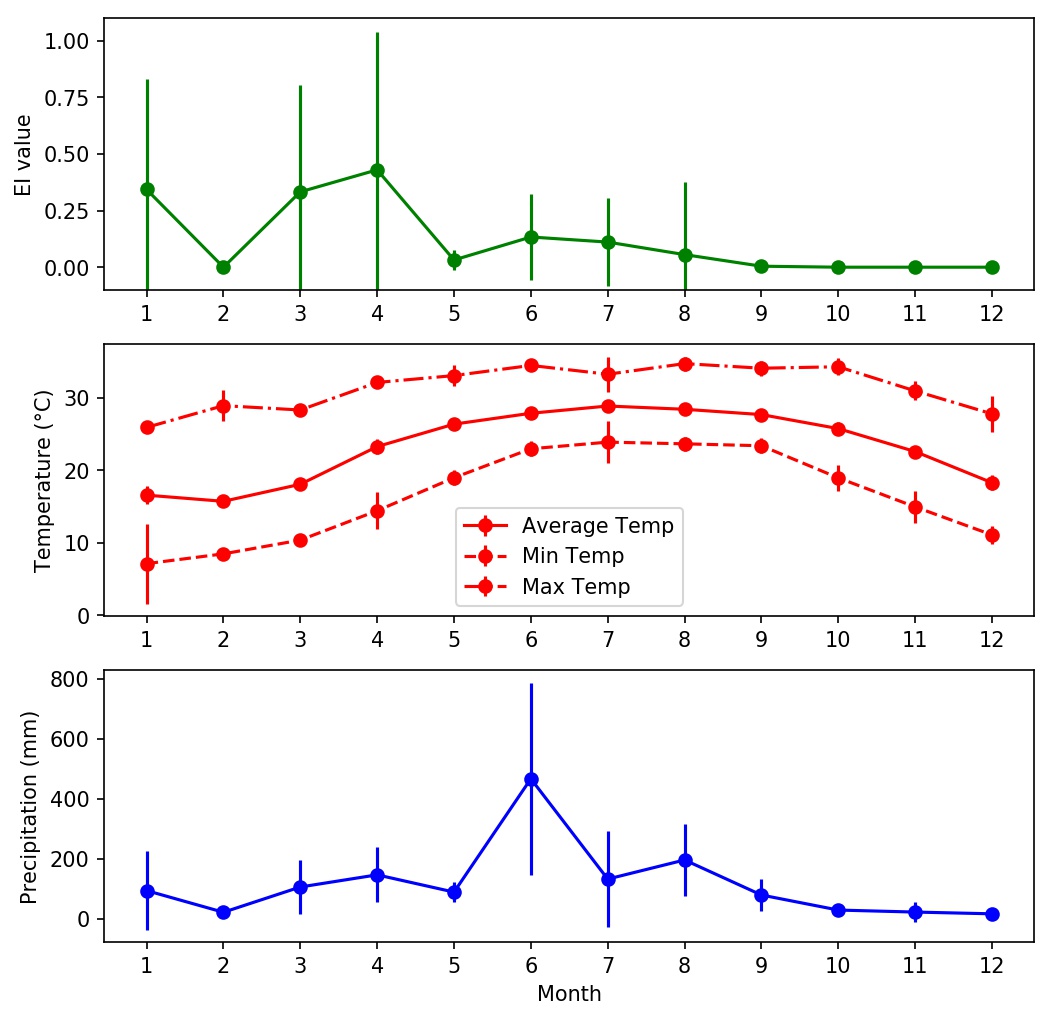 EI value
1.00
0.75
0.50
0.25
0.00
1 2 3 4 5 6 7 8 9 10 11 12
Temperature (°C)
30
20
10
0
Average Temp
Min Temp
Max Temp
1 2 3 4 5 6 7 8 9 10 11 12
Precipitation (mm)
800
600
400
200
0
1 2 3 4 5 6 7 8 9 10 11 12
Month